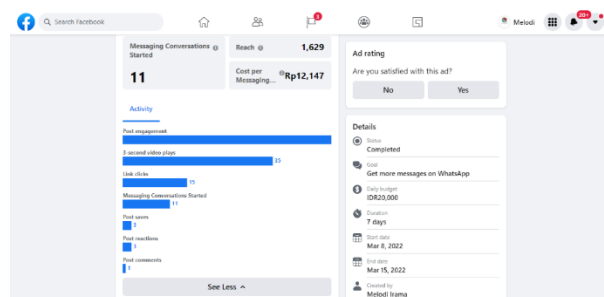 Search Facebook
Melodi
20+
Messaging Conversations Started
11
Reach
1,629
Cost per Messaging...
Rp12,147
Activity
Post engagement
3-second video plays
35
Link clicks
15
Messaging Conversations Started
11
Post saves
2
Post reactions
Post comments
1
See Less
Ad rating
Are you satisfied with this ad?
No
Yes
Details
Status
Completed
Goal
Get more messages on WhatsApp
Daily budget
IDR20,000
Duration
7 days
Start date
Mar 8, 2022
End date
Mar 15, 2022
Created by
Melodi Irama